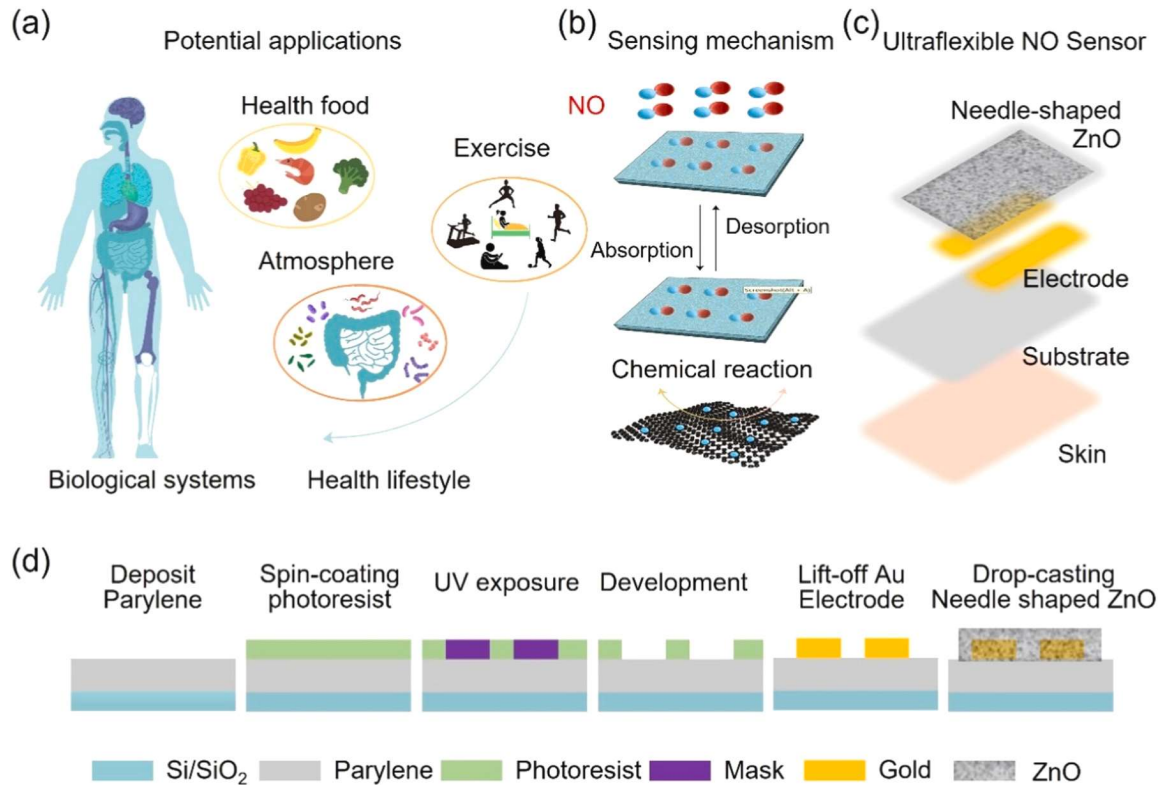 (a)
Potential applications
Health food
Exercise
Atmosphere
Biological systems
Health lifestyle
(b)
Sensing mechanism
NO
Absorption
Desorption
Screenshot(Alt + A)
Chemical reaction
(c)
Ultraflexible NO Sensor
Needle-shaped
ZnO
Electrode
Substrate
Skin
(d)
Deposit
Parylene
Spin-coating
photoresist
UV exposure
Development
Lift-off Au
Electrode
Drop-casting
Needle shaped ZnO
Si/SiO₂
Parylene
Photoresist
Mask
Gold
ZnO